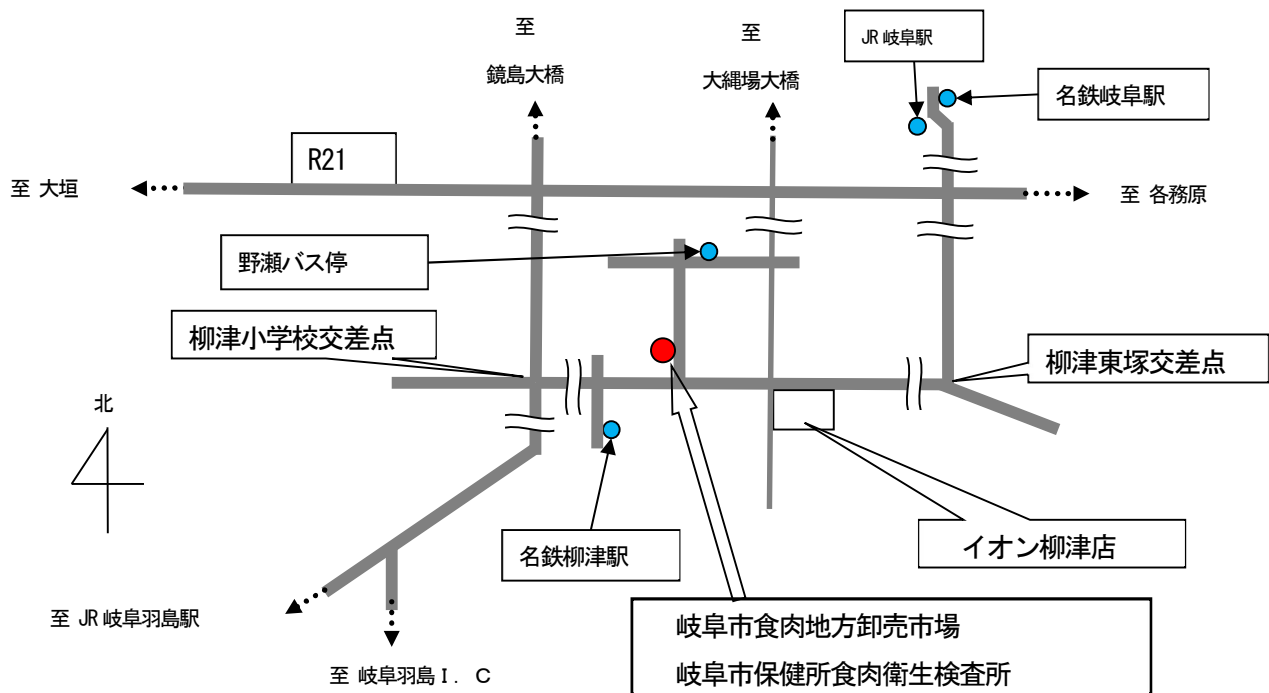 至
至
JR 岐阜駅
鏡島大橋
大縄場大橋
名鉄岐阜駅
R21
至 大垣
至 各務原
野瀬バス停
柳津小学校交差点
柳津東塚交差点
北
名鉄柳津駅
イオン柳津店
至 JR 岐阜羽島駅
岐阜市食肉地方卸売市場
至 岐阜羽島Ⅰ．C
岐阜市保健所食肉衛生検査所